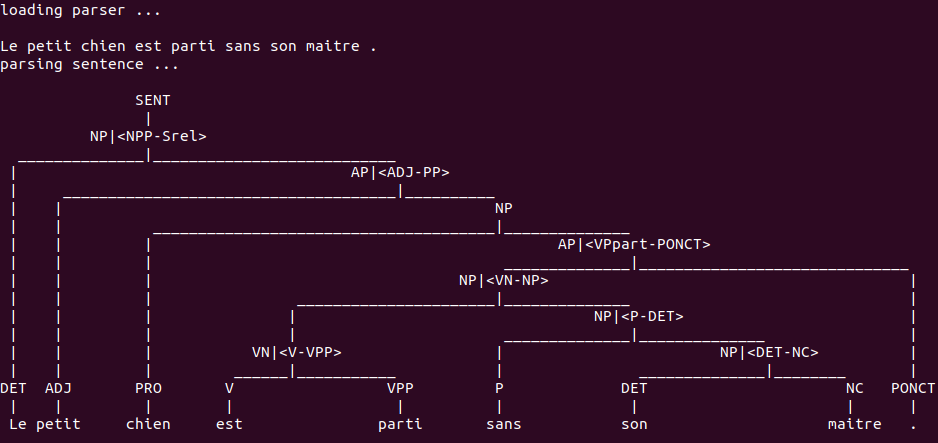 loading parser ...
Le petit chien est parti sans son maitre .
parsing sentence ...
SENT
NP|<NPP-Srel>
AP|<ADJ-PP>
NP
AP|<VPpart-PONCT>
NP|<VN-NP>
NP|<P-DET>
VN|<V-VPP> NP|<DET-NC>
DET ADJ PRO V VPP P DET NC PONCT
Le petit chien est parti sans son maitre .